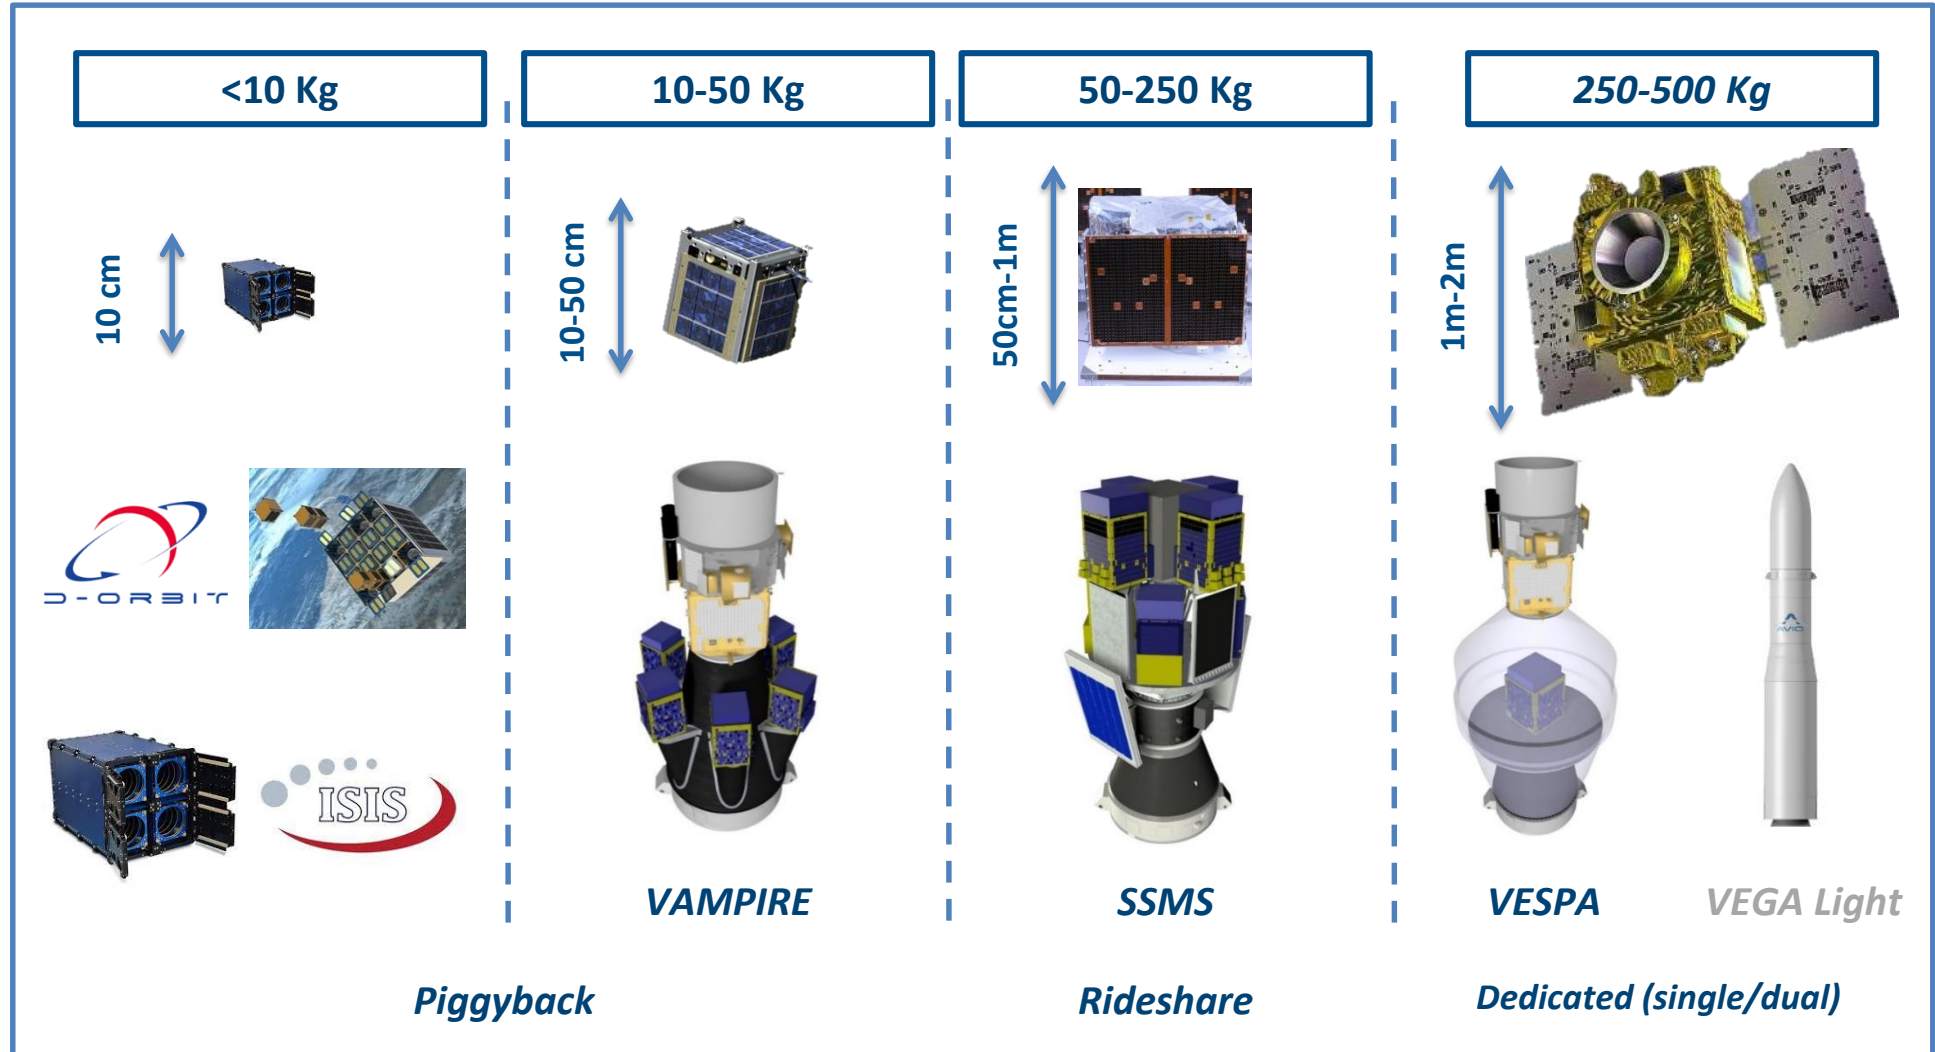 <10 Kg
10-50 Kg
50-250 Kg
250-500 Kg
10 cm
10-50 cm
50cm-1m
1m-2m
D-ORBIT
ISIS
AVIO
VAMPIRE
SSMS
VESPA
VEGA Light
Piggyback
Rideshare
Dedicated (single/dual)